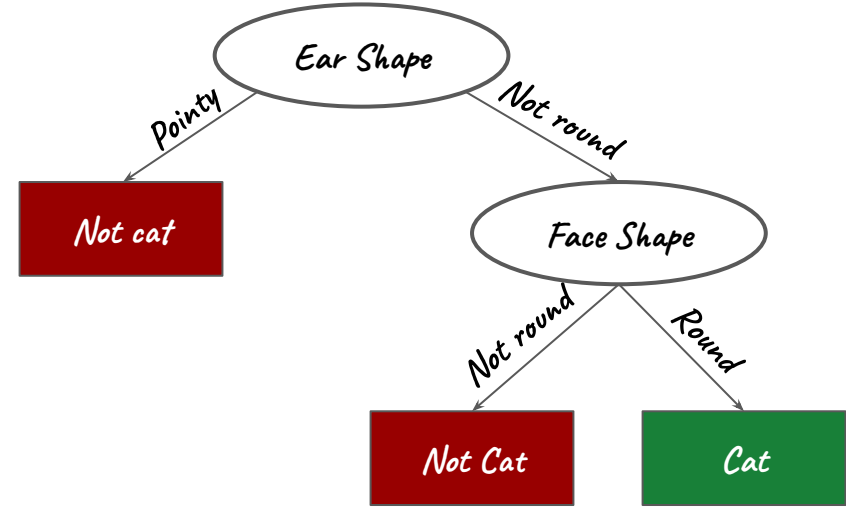 Ear Shape
Pointy
Not round
Not cat
Face Shape
Not round
Round
Not Cat
Cat